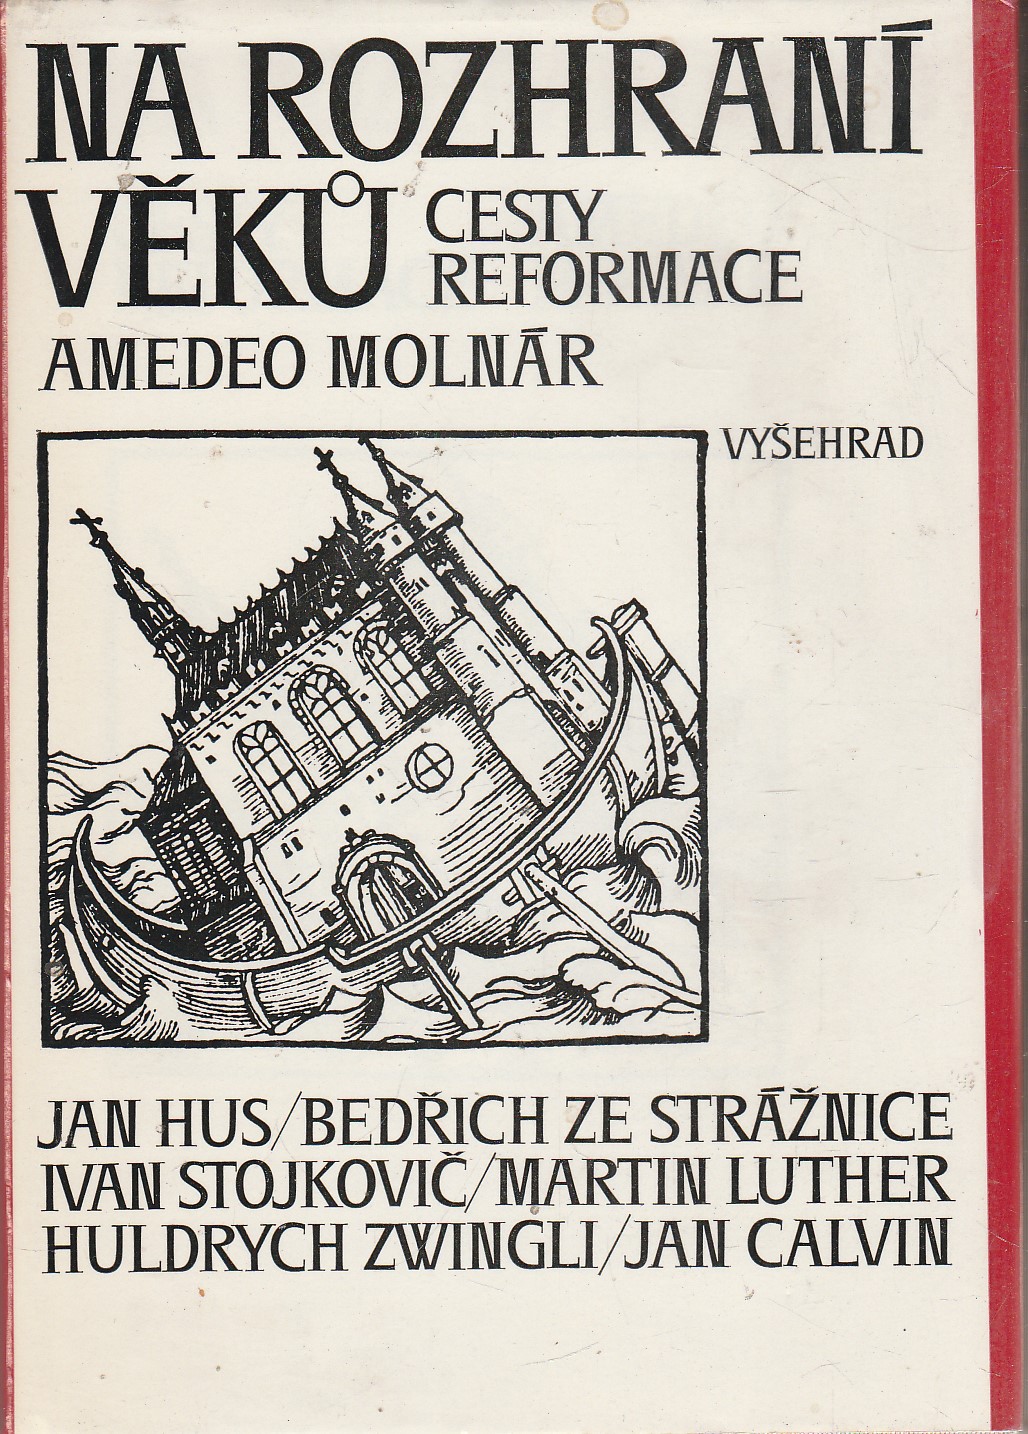 NA ROZHRANÍ
VĚKŮ
CESTY
REFORMACE
AMEDEO MOLNÁR
VYŠEHRAD
JAN HUS/BEDŘICH ZE STRÁŽNICE
IVAN STOJKOVIČ/MARTIN LUTHER
HULDRYCH ZWINGLI/JAN CALVIN